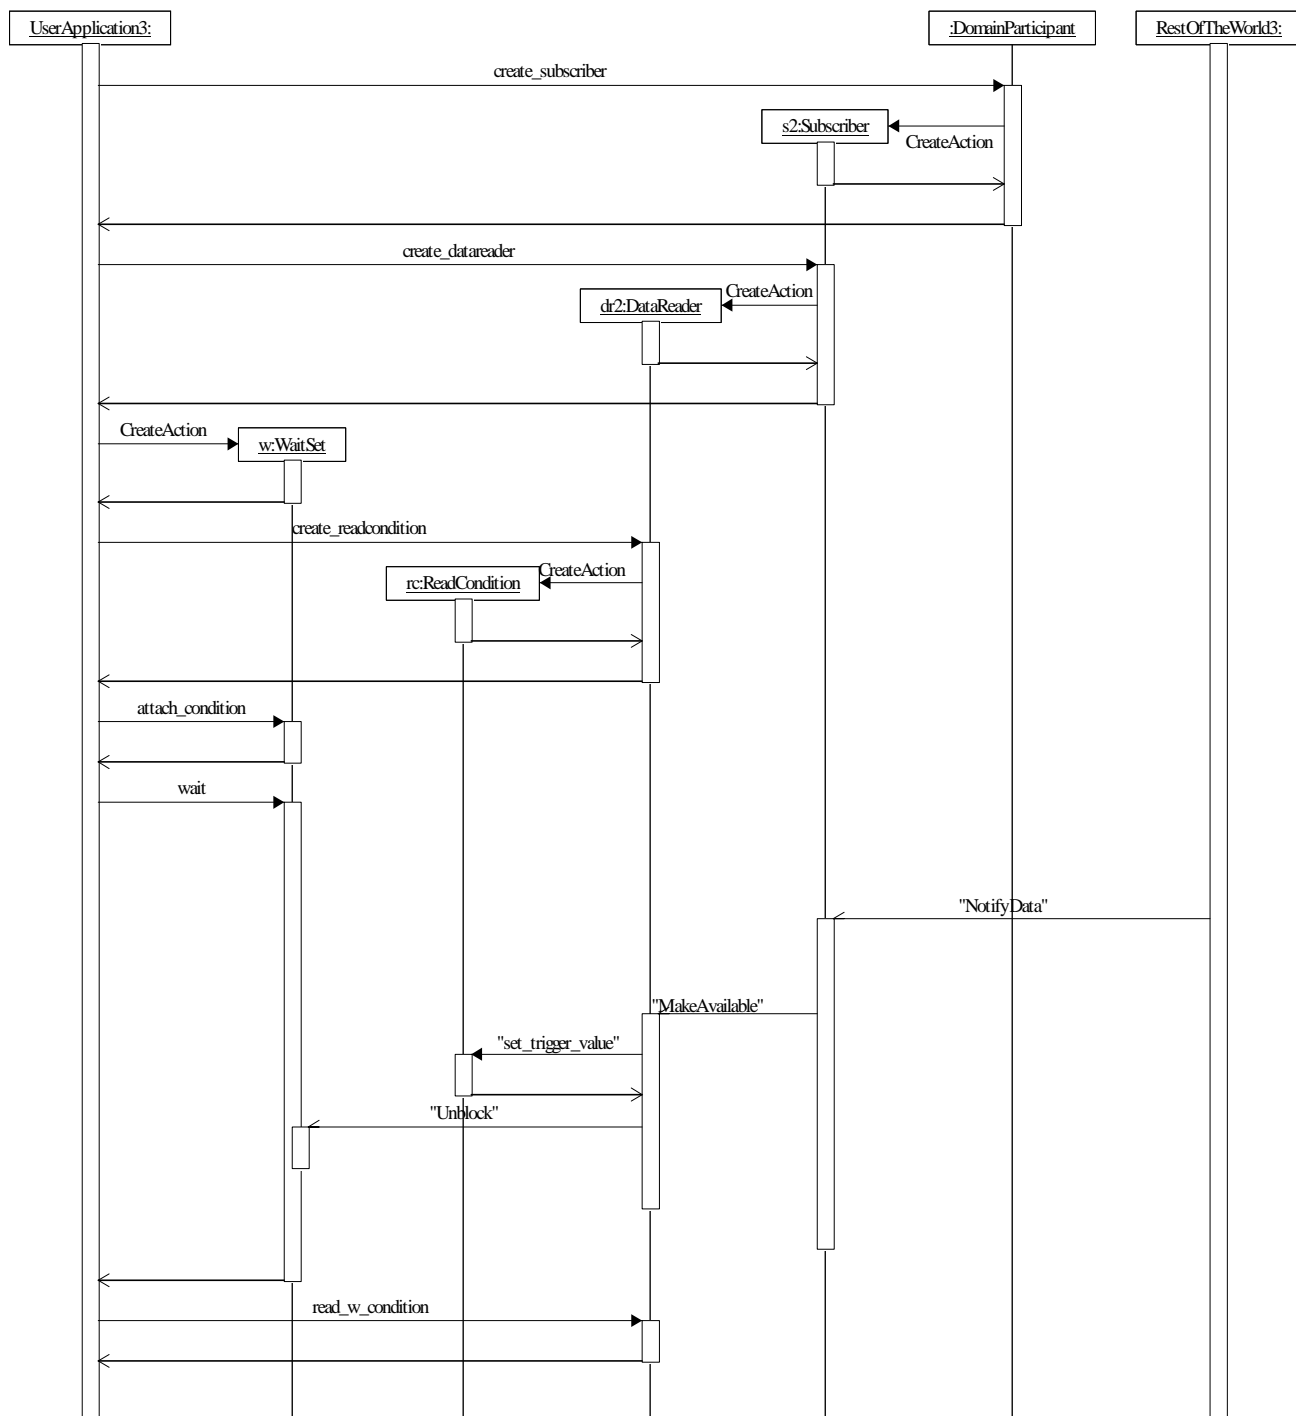 UserApplication3:
:DomainParticipant
RestOfTheWorld3:
create_subscriber
s2:Subscriber
CreateAction
create_datareader
CreateAction
dr2:DataReader
CreateAction
w:WaitSet
create_readcondition
CreateAction
rc:ReadCondition
attach_condition
wait
"NotifyData"
"MakeAvailable"
"set_trigger_value"
"Unblock"
read_w_condition